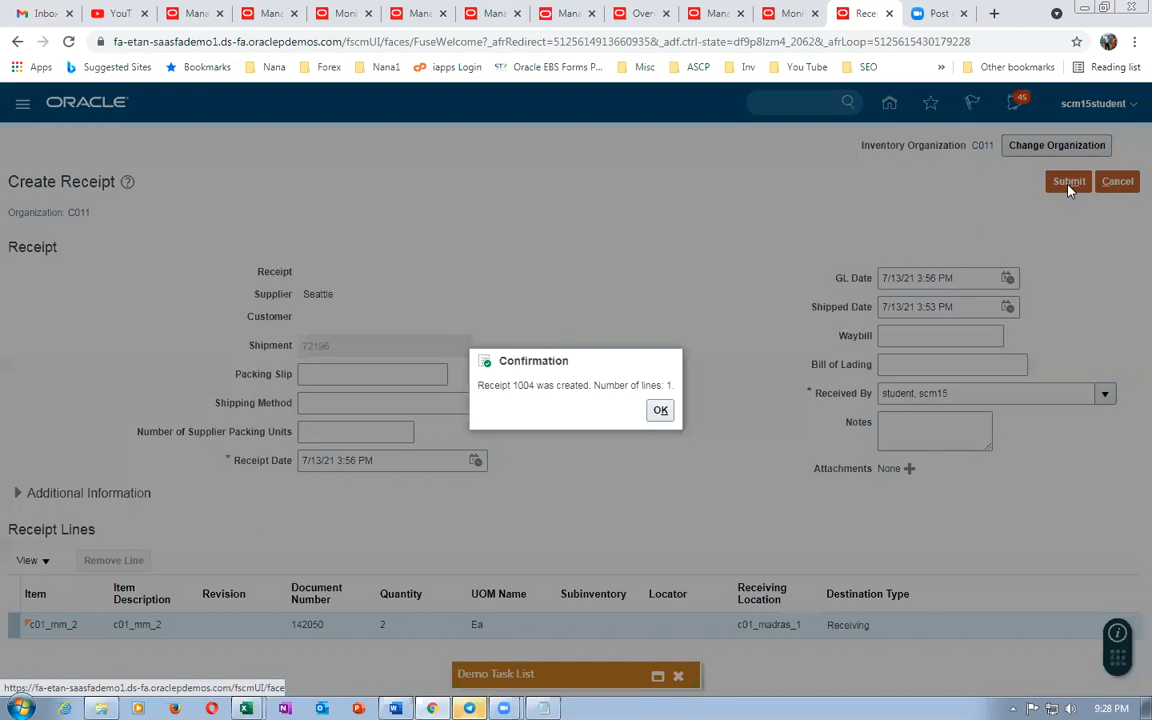 Inbox
YouT
Mana
Mana
Moni
Mana
Mana
Mana
Over
Mana
Moni
Rece
Post
fa-etan-saasfademo1.ds-fa.oraclepdemos.com/fscmUI/faces/FuseWelcome?_afrRedirect=5125614913660935&_adf.ctrl-state=df9p8lzm4_2062&_afrLoop=5125615430179228
Apps
Suggested Sites
Bookmarks
Nana
Forex
Nana1
iapps Login
Oracle EBS Forms P...
Misc
ASCP
Inv
You Tube
SEO
»
Other bookmarks
Reading list
ORACLE
45
scm15student
Inventory Organization C011 Change Organization
Create Receipt
Submit Cancel
Organization: C011
Receipt
Receipt
GL Date 7/13/21 3:56 PM
Supplier Seattle
Shipped Date 7/13/21 3:53 PM
Customer
Waybill
Shipment 72196
Bill of Lading
Packing Slip
* Received By student, scm15
Shipping Method
Notes
Number of Supplier Packing Units
* Receipt Date 7/13/21 3:56 PM
Attachments None
Confirmation
Receipt 1004 was created. Number of lines: 1.
OK
Additional Information
Receipt Lines
View Remove Line
Item Item Description Revision Document Number Quantity UOM Name Subinventory Locator Receiving Location Destination Type
c01_mm_2 c01_mm_2 142050 2 Ea c01_madras_1 Receiving
Demo Task List
https://fa-etan-saasfademo1.ds-fa.oraclepdemos.com/fscmUI/face
9:28 PM